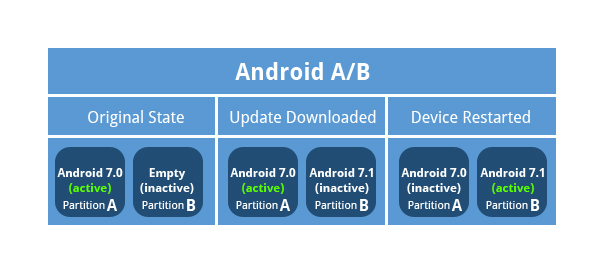 Android A/B
Original State
Update Downloaded
Device Restarted
Android 7.0
(active)
Partition A
Empty
(inactive)
Partition B
Android 7.0
(active)
Partition A
Android 7.1
(inactive)
Partition B
Android 7.0
(inactive)
Partition A
Android 7.1
(active)
Partition B